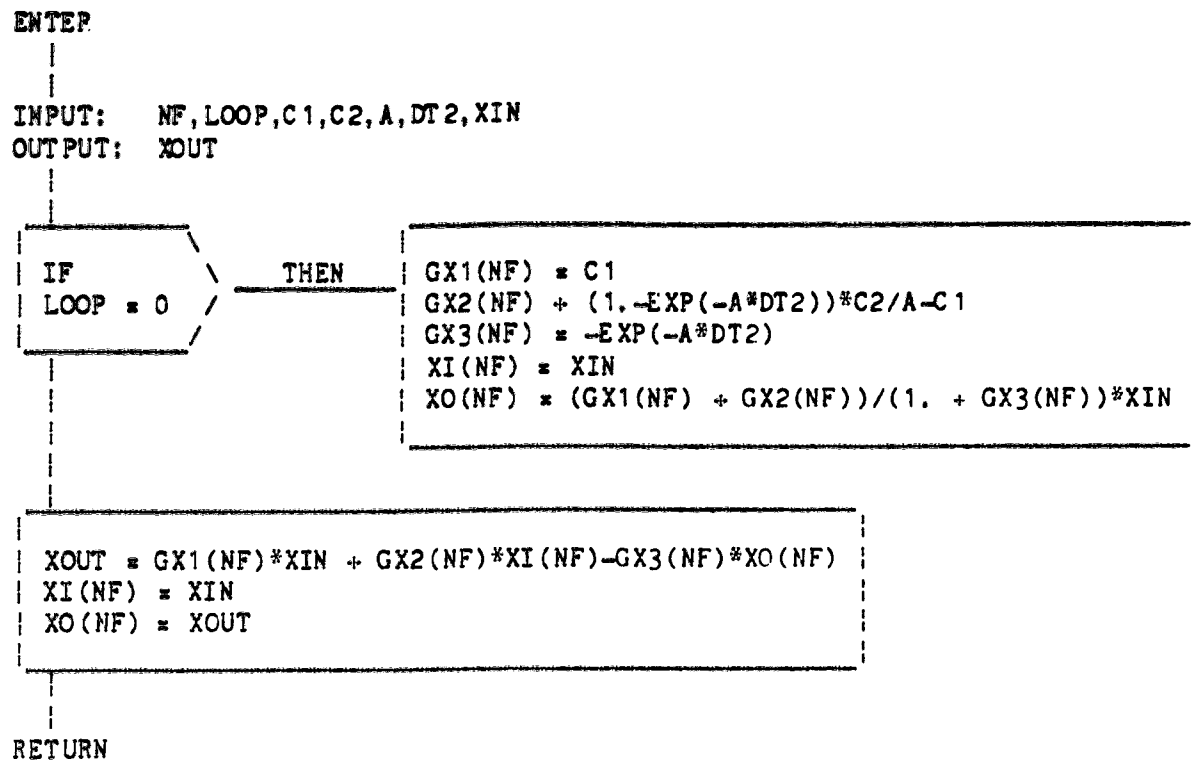 ENTER
INPUT: NF,LOOP,C1,C2,A,DT2,XIN
OUTPUT: XOUT
IF
LOOP = 0
THEN
GX1(NF) = C1
GX2(NF) + (1.-EXP(-A*DT2))*C2/A-C1
GX3(NF) = -EXP(-A*DT2)
XI(NF) = XIN
XO(NF) = (GX1(NF) + GX2(NF))/(1. + GX3(NF))*XIN
XOUT = GX1(NF)*XIN + GX2(NF)*XI(NF)-GX3(NF)*XO(NF)
XI(NF) = XIN
XO(NF) = XOUT
RETURN